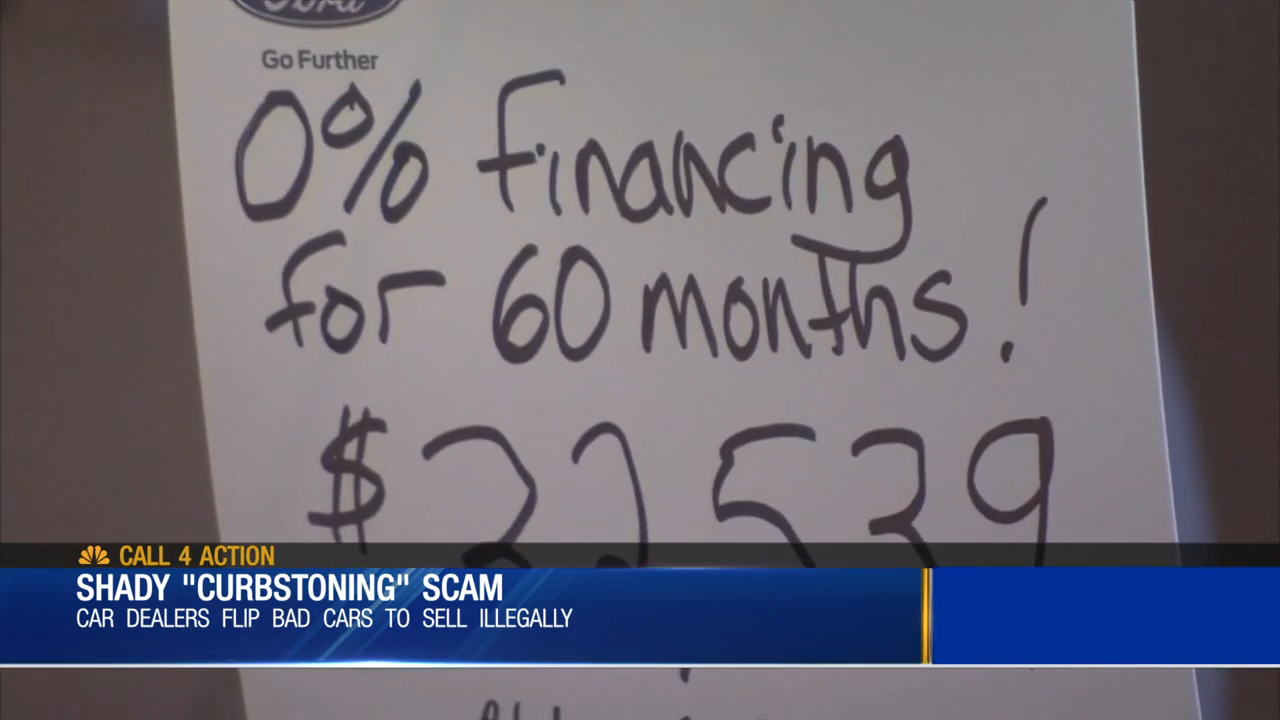 Ford
Go Further
0% financing
for 60 months!
CALL 4 ACTION
SHADY "CURBSTONING" SCAM
CAR DEALERS FLIP BAD CARS TO SELL ILLEGALLY